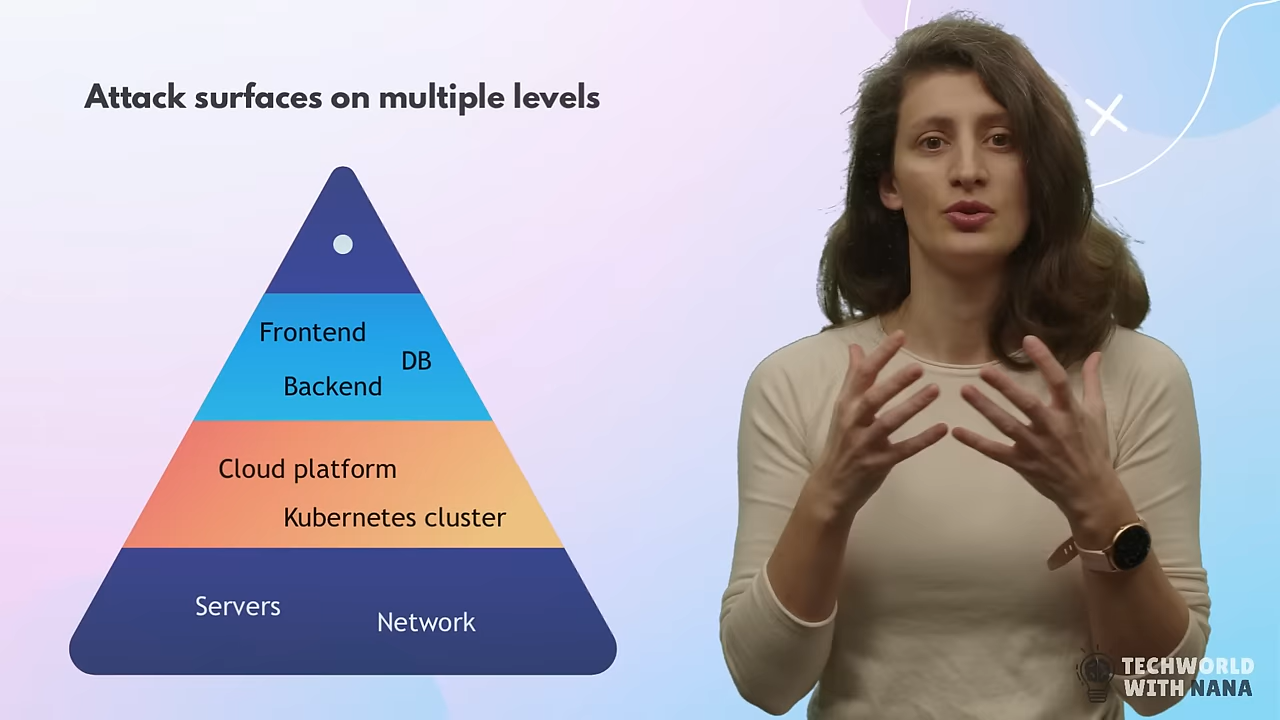 Attack surfaces on multiple levels
Frontend
DB
Backend
Cloud platform
Kubernetes cluster
Servers
Network
TECHWORLD
WITH NANA